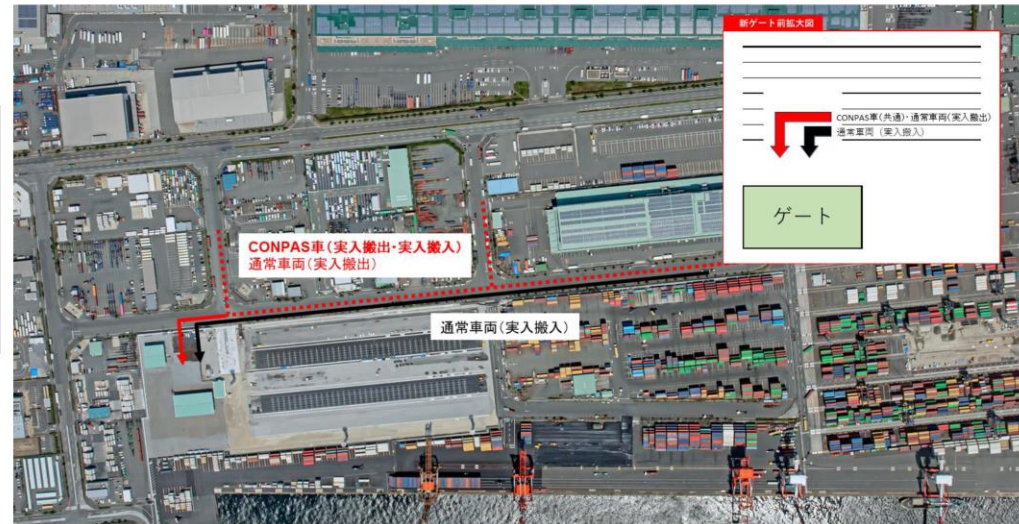 新ゲート前拡大図
CONPAS車(共通)・通常車両(実入搬出)
通常車両（実入搬入）
ゲート
CONPAS車(実入搬出・実入搬入)
通常車両(実入搬出)
通常車両(実入搬入)